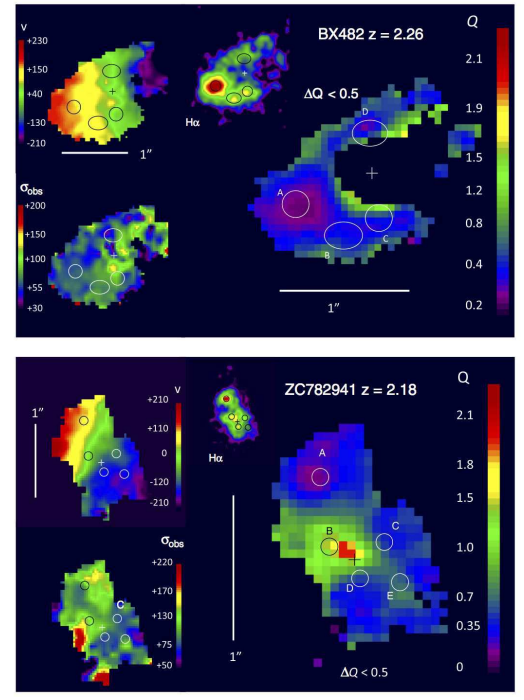 v
+230
+150
+40
-130
-210
1″
Hα
BX482 z = 2.26
ΔQ < 0.5
D
A
B
C
1″
Q
2.1
1.9
1.5
1.2
0.8
0.4
0.2
σobs
+200
+150
+100
+55
+30
1″
v
+210
+110
0
-120
-210
Hα
ZC782941 z = 2.18
A
B
C
D
E
1″
ΔQ < 0.5
Q
2.1
1.8
1.5
1.0
0.7
0.35
0
σobs
+220
+170
+125
+75
+50
C